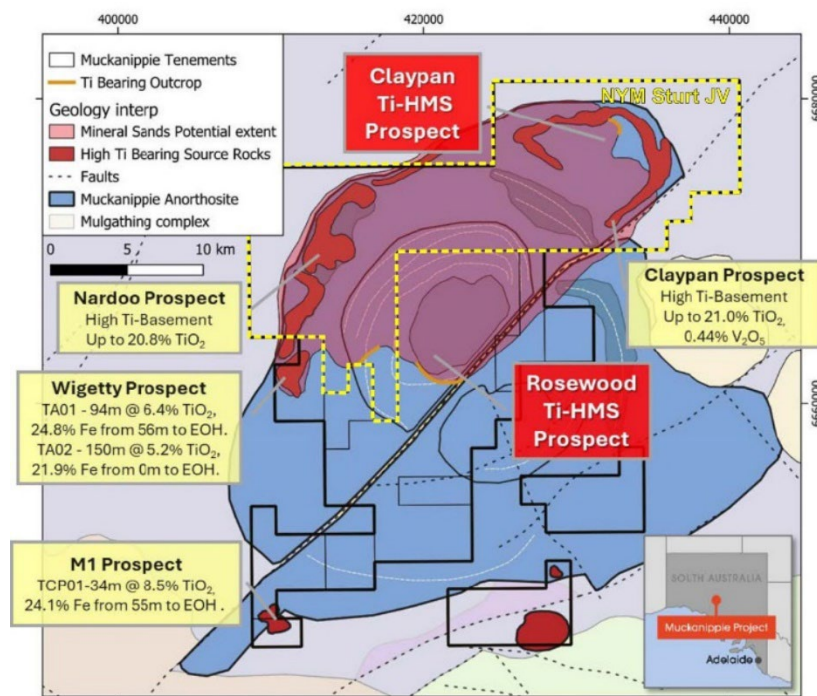 400000
420000
440000
6680000
6660000
Muckanippie Tenements
Ti Bearing Outcrop
Geology interp
Mineral Sands Potential extent
High Ti Bearing Source Rocks
Faults
Muckanippie Anorthosite
Mulgathing complex
0 5 10 km
Claypan
Ti-HMS
Prospect
NYM Sturt JV
Nardoo Prospect
High Ti-Basement
Up to 20.8% TiO₂
Claypan Prospect
High Ti-Basement
Up to 21.0% TiO₂,
0.44% V₂O₅
Wigetty Prospect
TA01 - 94m @ 6.4% TiO₂,
24.8% Fe from 56m to EOH.
TA02 - 150m @ 5.2% TiO₂,
21.9% Fe from 0m to EOH.
Rosewood
Ti-HMS
Prospect
M1 Prospect
TCP01-34m @ 8.5% TiO₂,
24.1% Fe from 55m to EOH .
SOUTH AUSTRALIA
Muckanippie Project
Adelaide